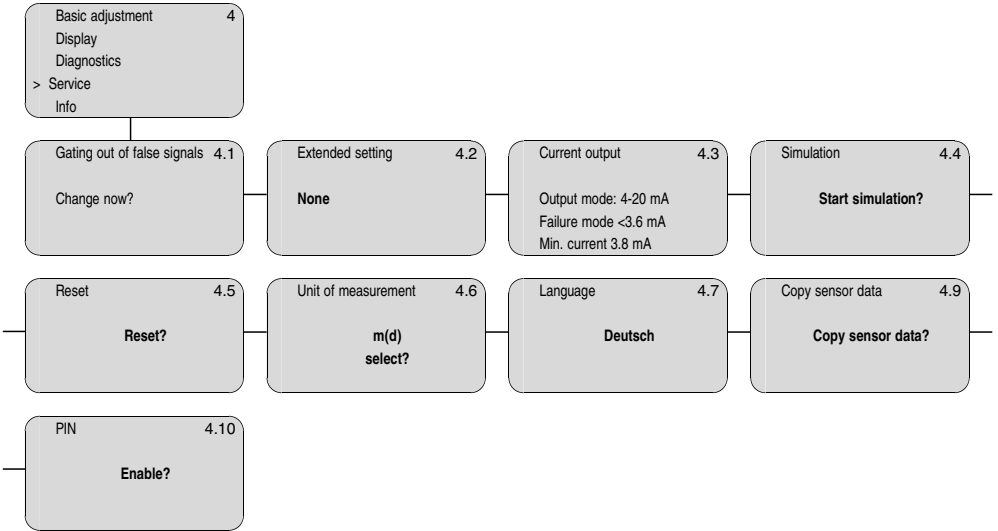 Basic adjustment 4
Display
Diagnostics
> Service
Info
Gating out of false signals 4.1
Change now?
Extended setting 4.2
None
Current output 4.3
Output mode: 4-20 mA
Failure mode <3.6 mA
Min. current 3.8 mA
Simulation 4.4
Start simulation?
Reset 4.5
Reset?
Unit of measurement 4.6
m(d)
select?
Language 4.7
Deutsch
Copy sensor data 4.9
Copy sensor data?
PIN 4.10
Enable?